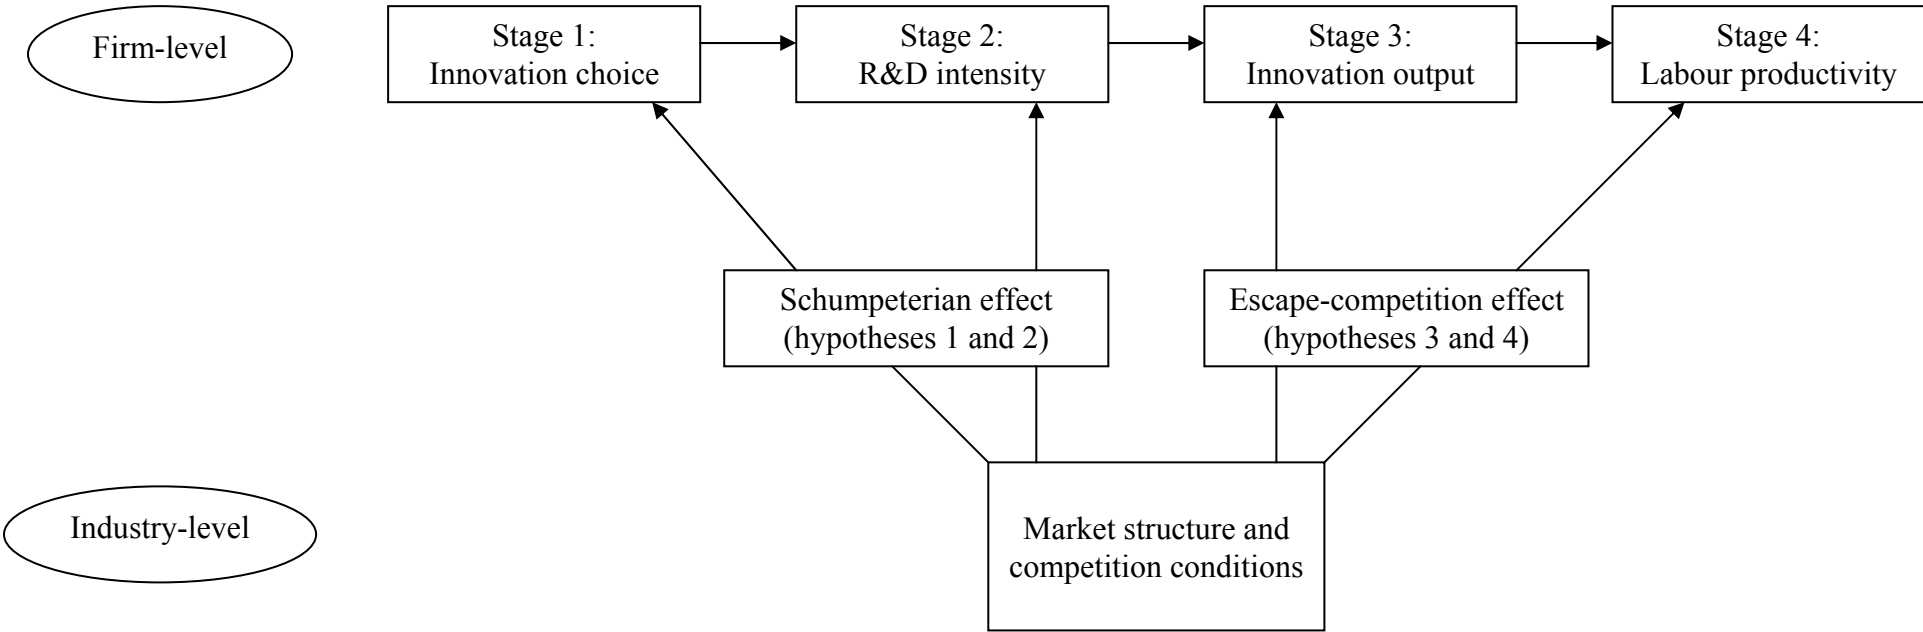 Firm-level
Stage 1:
Innovation choice
Stage 2:
R&D intensity
Stage 3:
Innovation output
Stage 4:
Labour productivity
Schumpeterian effect
(hypotheses 1 and 2)
Escape-competition effect
(hypotheses 3 and 4)
Industry-level
Market structure and
competition conditions